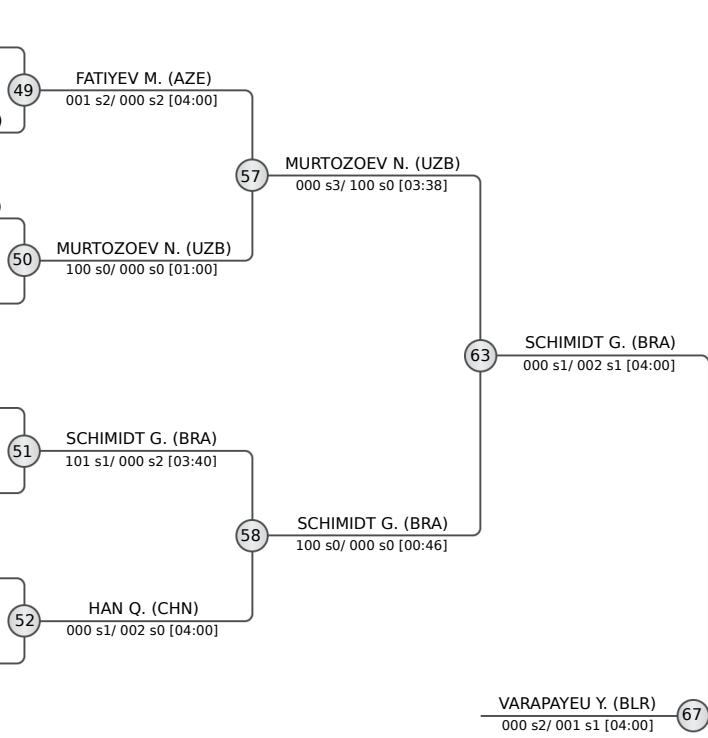 FATIYEV M. (AZE)
49
001 s2/ 000 s2 [04:00]
MURTOZOEV N. (UZB)
57
000 s3/ 100 s0 [03:38]
MURTOZOEV N. (UZB)
50
100 s0/ 000 s0 [01:00]
SCHIMIDT G. (BRA)
63
000 s1/ 002 s1 [04:00]
SCHIMIDT G. (BRA)
51
101 s1/ 000 s2 [03:40]
SCHIMIDT G. (BRA)
58
100 s0/ 000 s0 [00:46]
HAN Q. (CHN)
52
000 s1/ 002 s0 [04:00]
VARAPAYEU Y. (BLR)
67
000 s2/ 001 s1 [04:00]